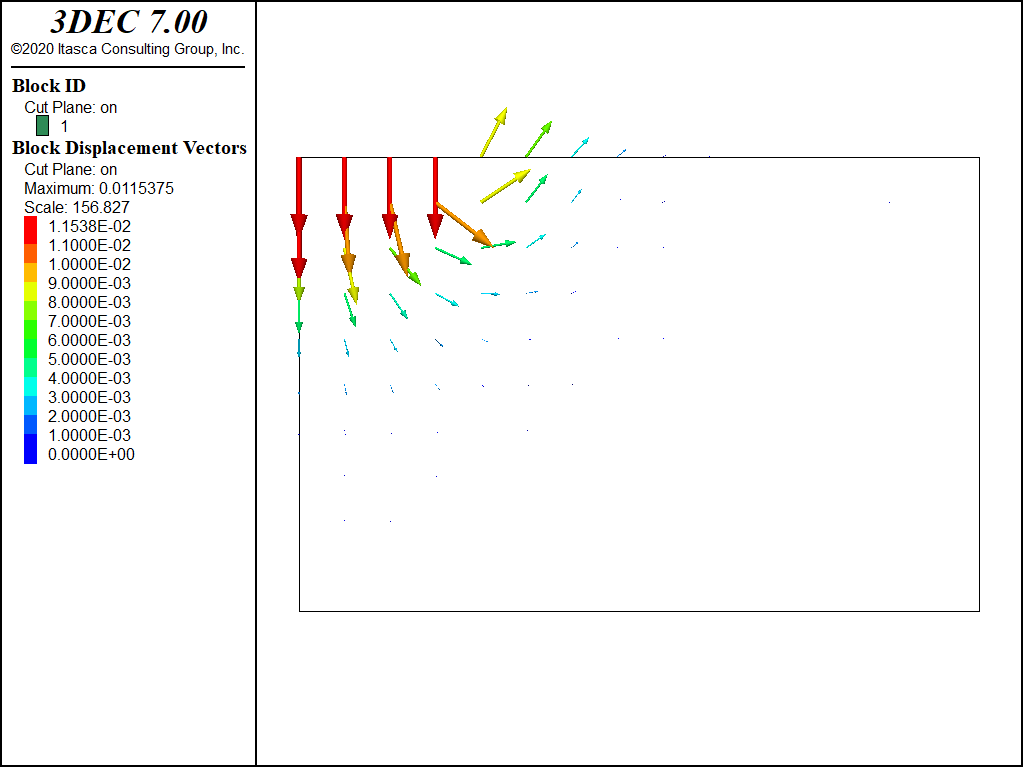 3DEC 7.00
©2020 Itasca Consulting Group, Inc.
Block ID
Cut Plane: on
1
Block Displacement Vectors
Cut Plane: on
Maximum: 0.0115375
Scale: 156.827
1.1538E-02
1.1000E-02
1.0000E-02
9.0000E-03
8.0000E-03
7.0000E-03
6.0000E-03
5.0000E-03
4.0000E-03
3.0000E-03
2.0000E-03
1.0000E-03
0.0000E+00